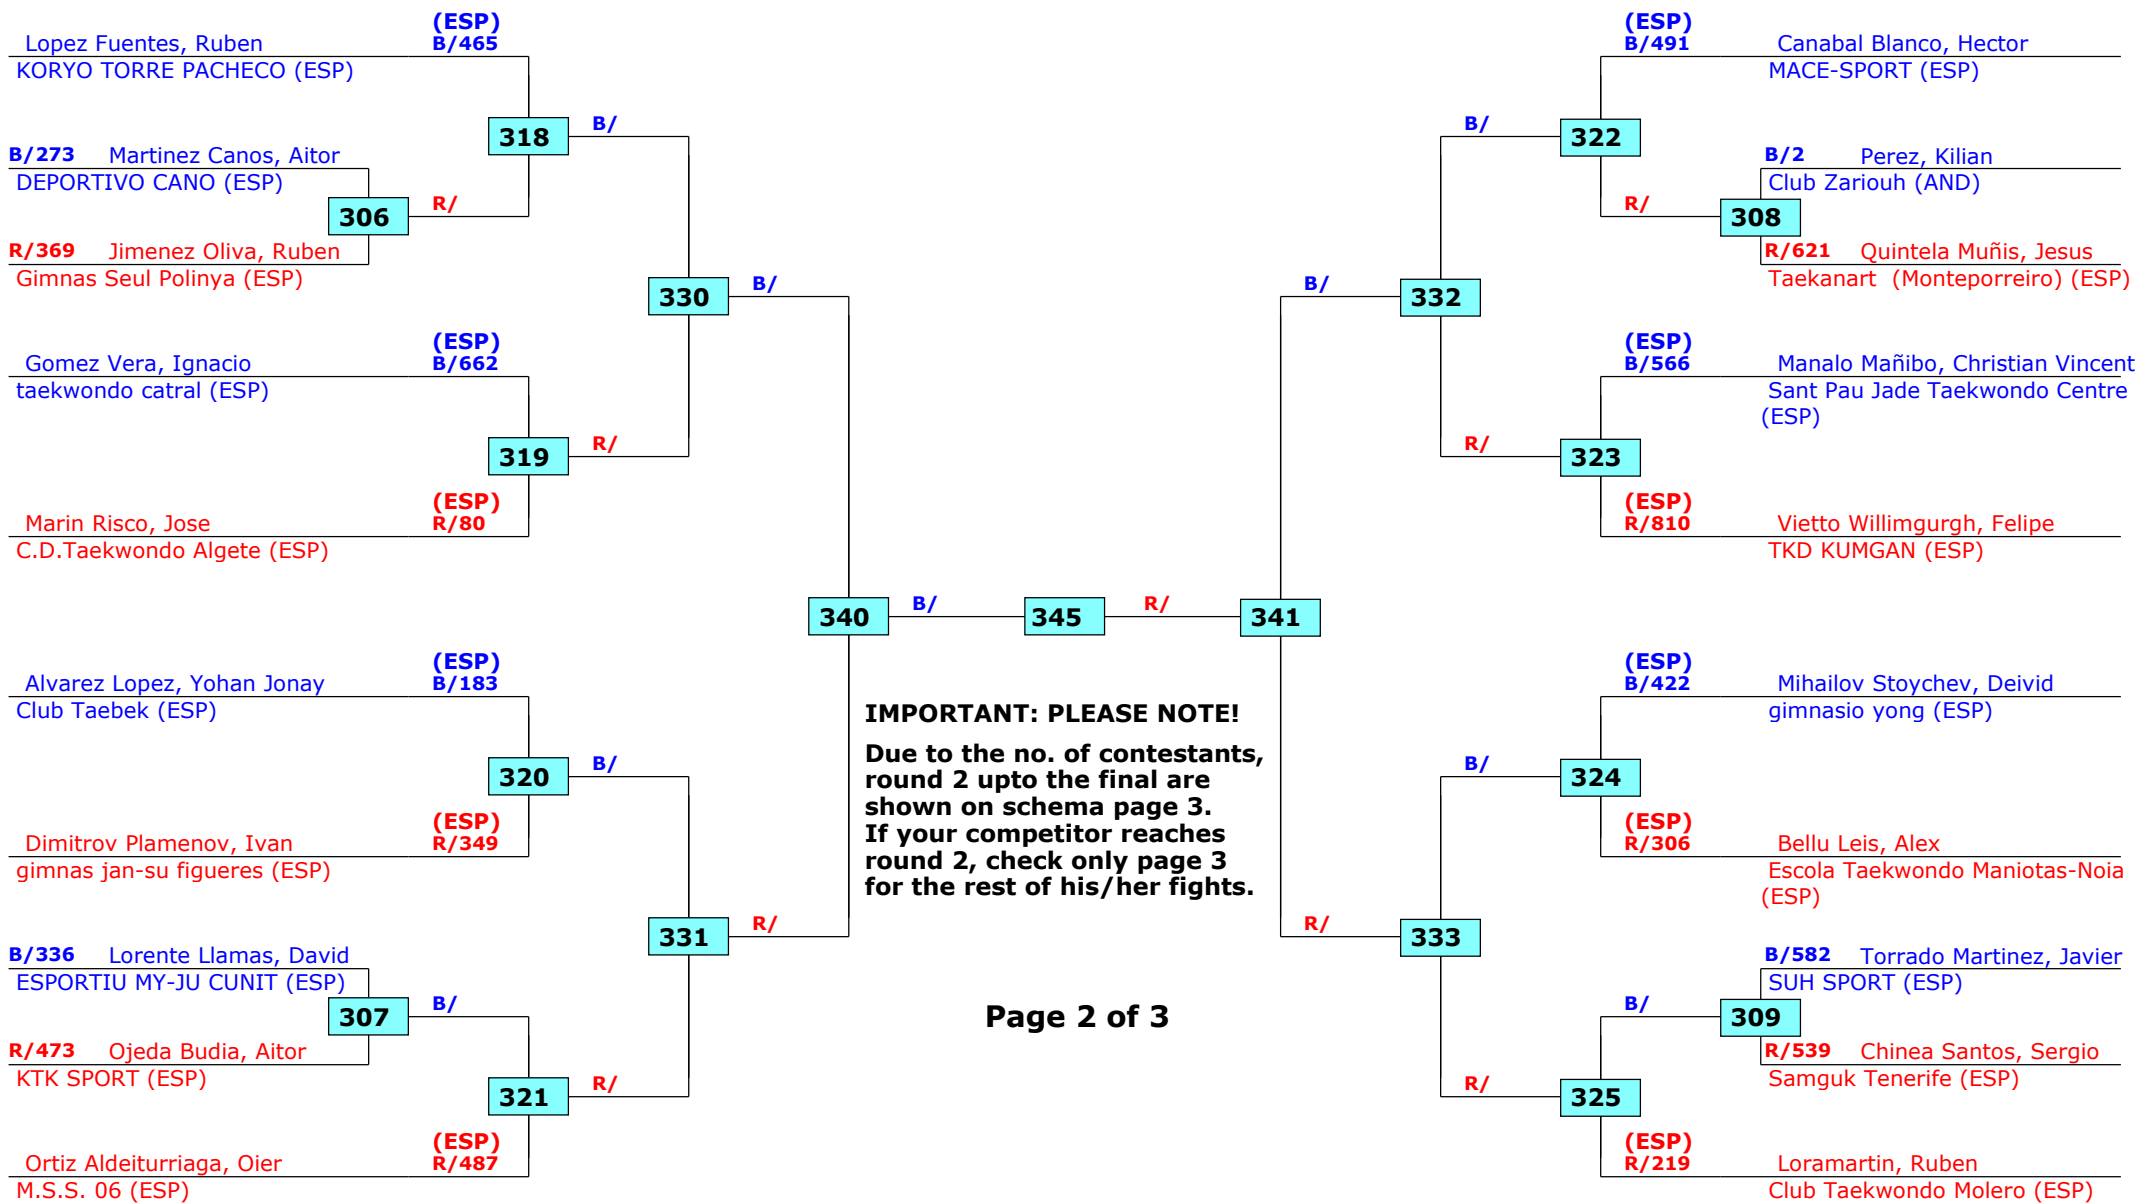 (ESP)
Lopez Fuentes, Ruben B/465
KORYO TORRE PACHECO (ESP)
318 B/
B/273 Martinez Canos, Aitor
DEPORTIVO CANO (ESP)
306 R/
R/369 Jimenez Oliva, Ruben
Gimnas Seul Polinya (ESP)
330 B/
(ESP)
Gomez Vera, Ignacio B/662
taekwondo catral (ESP)
319 R/
(ESP)
Marin Risco, Jose R/80
C.D.Taekwondo Algete (ESP)
340 B/ 345 R/ 341
(ESP)
Alvarez Lopez, Yohan Jonay B/183
Club Taebek (ESP)
320 B/
(ESP)
Dimitrov Plamenov, Ivan R/349
gimnas jan-su figueres (ESP)
331 R/
B/336 Lorente Llamas, David
ESPORTIU MY-JU CUNIT (ESP)
307 B/
R/473 Ojeda Budia, Aitor
KTK SPORT (ESP)
321 R/
(ESP)
Ortiz Aldeiturriaga, Oier R/487
M.S.S. 06 (ESP)
IMPORTANT: PLEASE NOTE!
Due to the no. of contestants,
round 2 upto the final are
shown on schema page 3.
If your competitor reaches
round 2, check only page 3
for the rest of his/her fights.
Page 2 of 3
(ESP)
B/491 Canabal Blanco, Hector
MACE-SPORT (ESP)
B/ 322
B/2 Perez, Kilian
Club Zariouh (AND)
R/ 308
R/621 Quintela Muñis, Jesus
Taekanart (Monteporreiro) (ESP)
B/ 332
(ESP)
B/566 Manalo Mañibo, Christian Vincent
Sant Pau Jade Taekwondo Centre
(ESP)
R/ 323
(ESP)
R/810 Vietto Willimgurgh, Felipe
TKD KUMGAN (ESP)
(ESP)
B/422 Mihailov Stoychev, Deivid
gimnasio yong (ESP)
B/ 324
(ESP)
R/306 Bellu Leis, Alex
Escola Taekwondo Maniotas-Noia
(ESP)
R/ 333
B/582 Torrado Martinez, Javier
SUH SPORT (ESP)
B/ 309
R/539 Chinea Santos, Sergio
Samguk Tenerife (ESP)
R/ 325
(ESP)
R/219 Loramartin, Ruben
Club Taekwondo Molero (ESP)